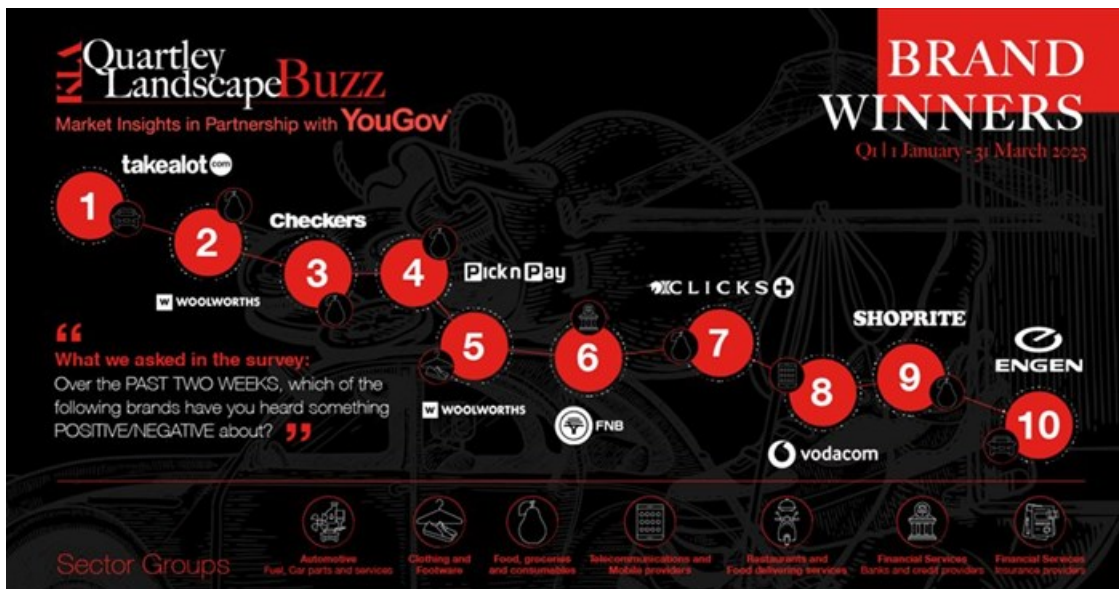 KLA
Quartley
LandscapeBuzz
Market Insights in Partnership with YouGov
BRAND
WINNERS
Q1 | 1 January - 31 March 2023
takealot com
1
2
W WOOLWORTHS
Checkers
3
4
Pick n Pay
5
W WOOLWORTHS
6
FNB
CLICKS
7
8
vodacom
SHOPRITE
9
ENGEN
10
“
What we asked in the survey:
Over the PAST TWO WEEKS, which of the
following brands have you heard something
POSITIVE/NEGATIVE about? ”
Sector Groups
Automotive
Fuel, Car parts and services
Clothing and
Footware
Food, groceries
and consumables
Telecommunications and
Mobile providers
Restaurants and
Food delivering services
Financial Services
Banks and credit providers
Financial Services
Insurance providers